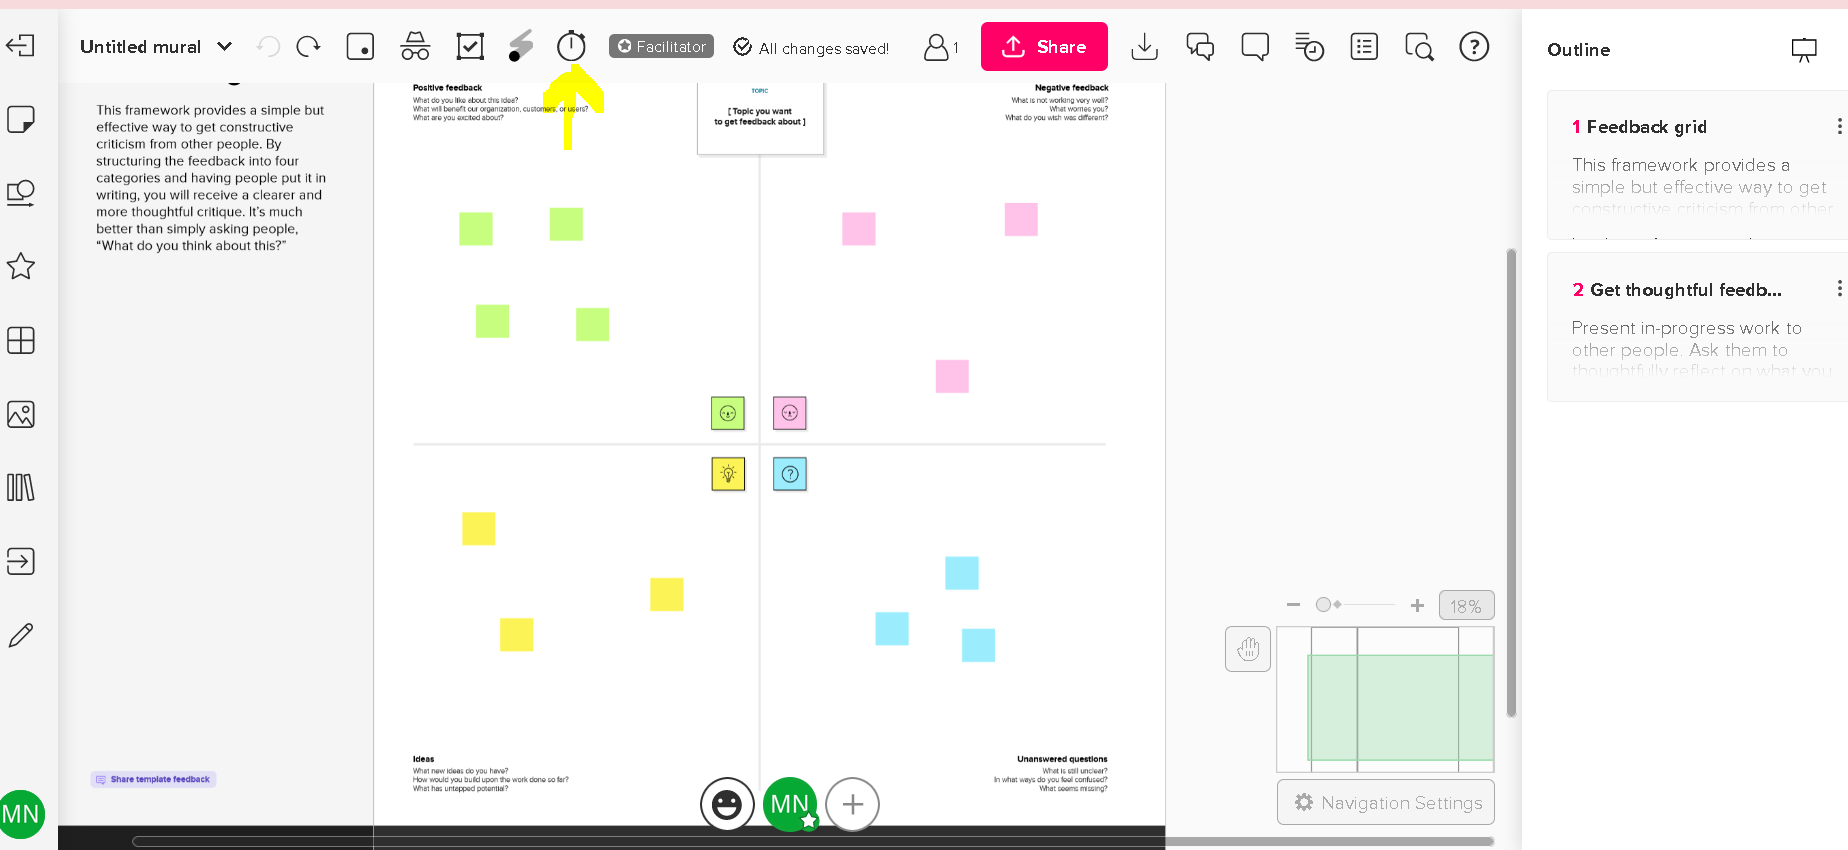 Untitled mural
Facilitator
All changes saved!
1
Share
Outline
This framework provides a simple but
effective way to get constructive
criticism from other people. By
structuring the feedback into four
categories and having people put it in
writing, you will receive a clearer and
more thoughtful critique. It's much
better than simply asking people,
“What do you think about this?”
Positive feedback
What do you like about this idea?
What will benefit our organization, customers, or users?
What are you excited about?
TOPIC
[ Topic you want
to get feedback about ]
Negative feedback
What is not working very well?
What worries you?
What do you wish was different?
1 Feedback grid
This framework provides a
simple but effective way to get
constructive criticism from other
2 Get thoughtful feedb...
Present in-progress work to
other people. Ask them to
thoughtfully reflect on what you
18%
Navigation Settings
Share template feedback
Ideas
What new ideas do you have?
How would you build upon the work done so far?
What has untapped potential?
Unanswered questions
What is still unclear?
In what ways do you feel confused?
What seems missing?
MN
MN